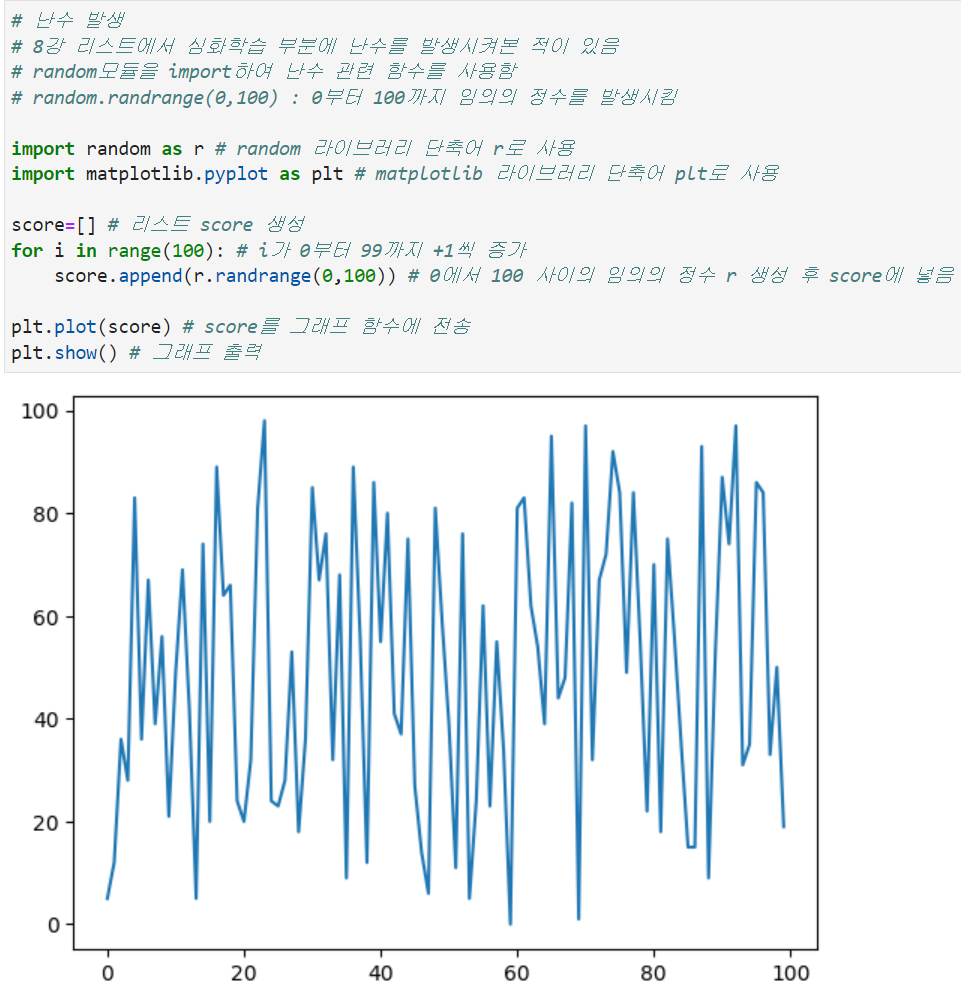 # 난수 발생
# 8강 리스트에서 심화학습 부분에 난수를 발생시켜본 적이 있음
# random모듈을 import하여 난수 관련 함수를 사용함
# random.randrange(0,100) : 0부터 100까지 임의의 정수를 발생시킴
import random as r # random 라이브러리 단축어 r로 사용
import matplotlib.pyplot as plt # matplotlib 라이브러리 단축어 plt로 사용
score=[] # 리스트 score 생성
for i in range(100): # i가 0부터 99까지 +1씩 증가
    score.append(r.randrange(0,100)) # 0에서 100 사이의 임의의 정수 r 생성 후 score에 넣음
plt.plot(score) # score를 그래프 함수에 전송
plt.show() # 그래프 출력
100
80
60
40
20
0
0 20 40 60 80 100